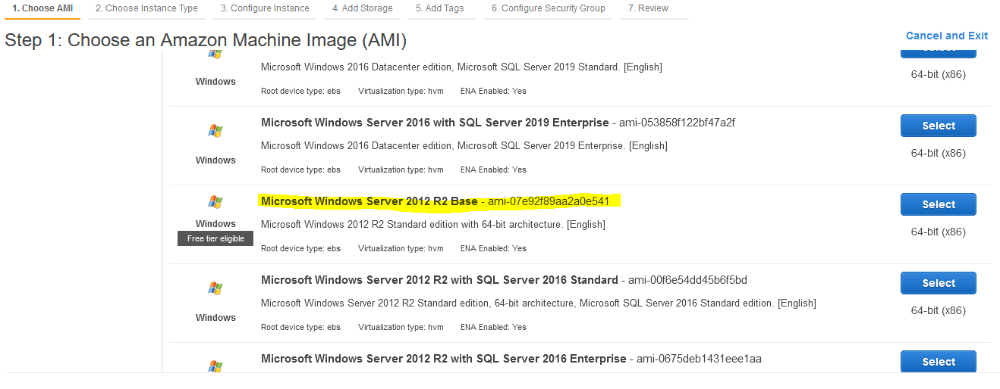 1. Choose AMI 2. Choose Instance Type 3. Configure Instance 4. Add Storage 5. Add Tags 6. Configure Security Group 7. Review
Step 1: Choose an Amazon Machine Image (AMI)
Cancel and Exit
Windows
Microsoft Windows 2016 Datacenter edition, Microsoft SQL Server 2019 Standard. [English]
64-bit (x86)
Root device type: ebs Virtualization type: hvm ENA Enabled: Yes
Microsoft Windows Server 2016 with SQL Server 2019 Enterprise - ami-053858f122bf47a2f
Select
Windows
Microsoft Windows 2016 Datacenter edition, Microsoft SQL Server 2019 Enterprise. [English]
64-bit (x86)
Root device type: ebs Virtualization type: hvm ENA Enabled: Yes
Microsoft Windows Server 2012 R2 Base - ami-07e92f89aa2a0e541
Select
Windows
Free tier eligible
Microsoft Windows 2012 R2 Standard edition with 64-bit architecture. [English]
64-bit (x86)
Root device type: ebs Virtualization type: hvm ENA Enabled: Yes
Microsoft Windows Server 2012 R2 with SQL Server 2016 Standard - ami-00f6e54dd45b6f5bd
Select
Windows
Microsoft Windows Server 2012 R2 Standard edition, 64-bit architecture, Microsoft SQL Server 2016 Standard edition. [English]
64-bit (x86)
Root device type: ebs Virtualization type: hvm ENA Enabled: Yes
Microsoft Windows Server 2012 R2 with SQL Server 2016 Enterprise - ami-0675deb1431eee1aa
Select